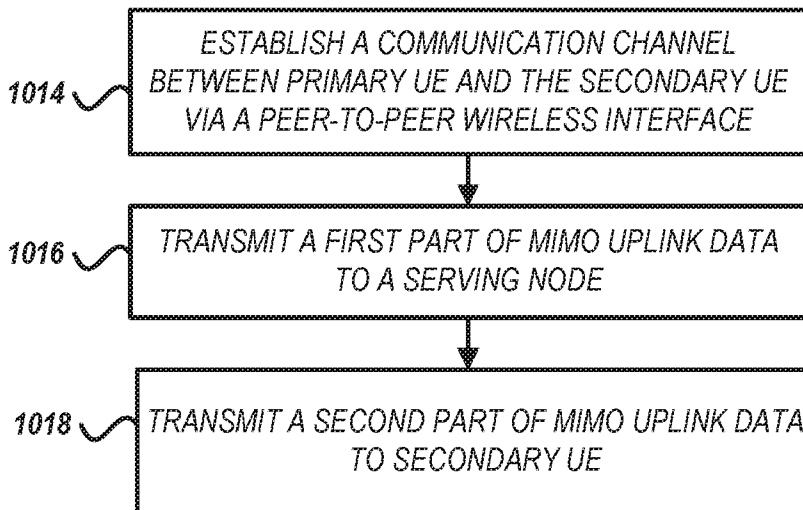 ESTABLISH A COMMUNICATION CHANNEL
1014 BETWEEN PRIMARY UE AND THE SECONDARY UE
VIA A PEER-TO-PEER WIRELESS INTERFACE
1016 TRANSMIT A FIRST PART OF MIMO UPLINK DATA
TO A SERVING NODE
1018 TRANSMIT A SECOND PART OF MIMO UPLINK DATA
TO SECONDARY UE